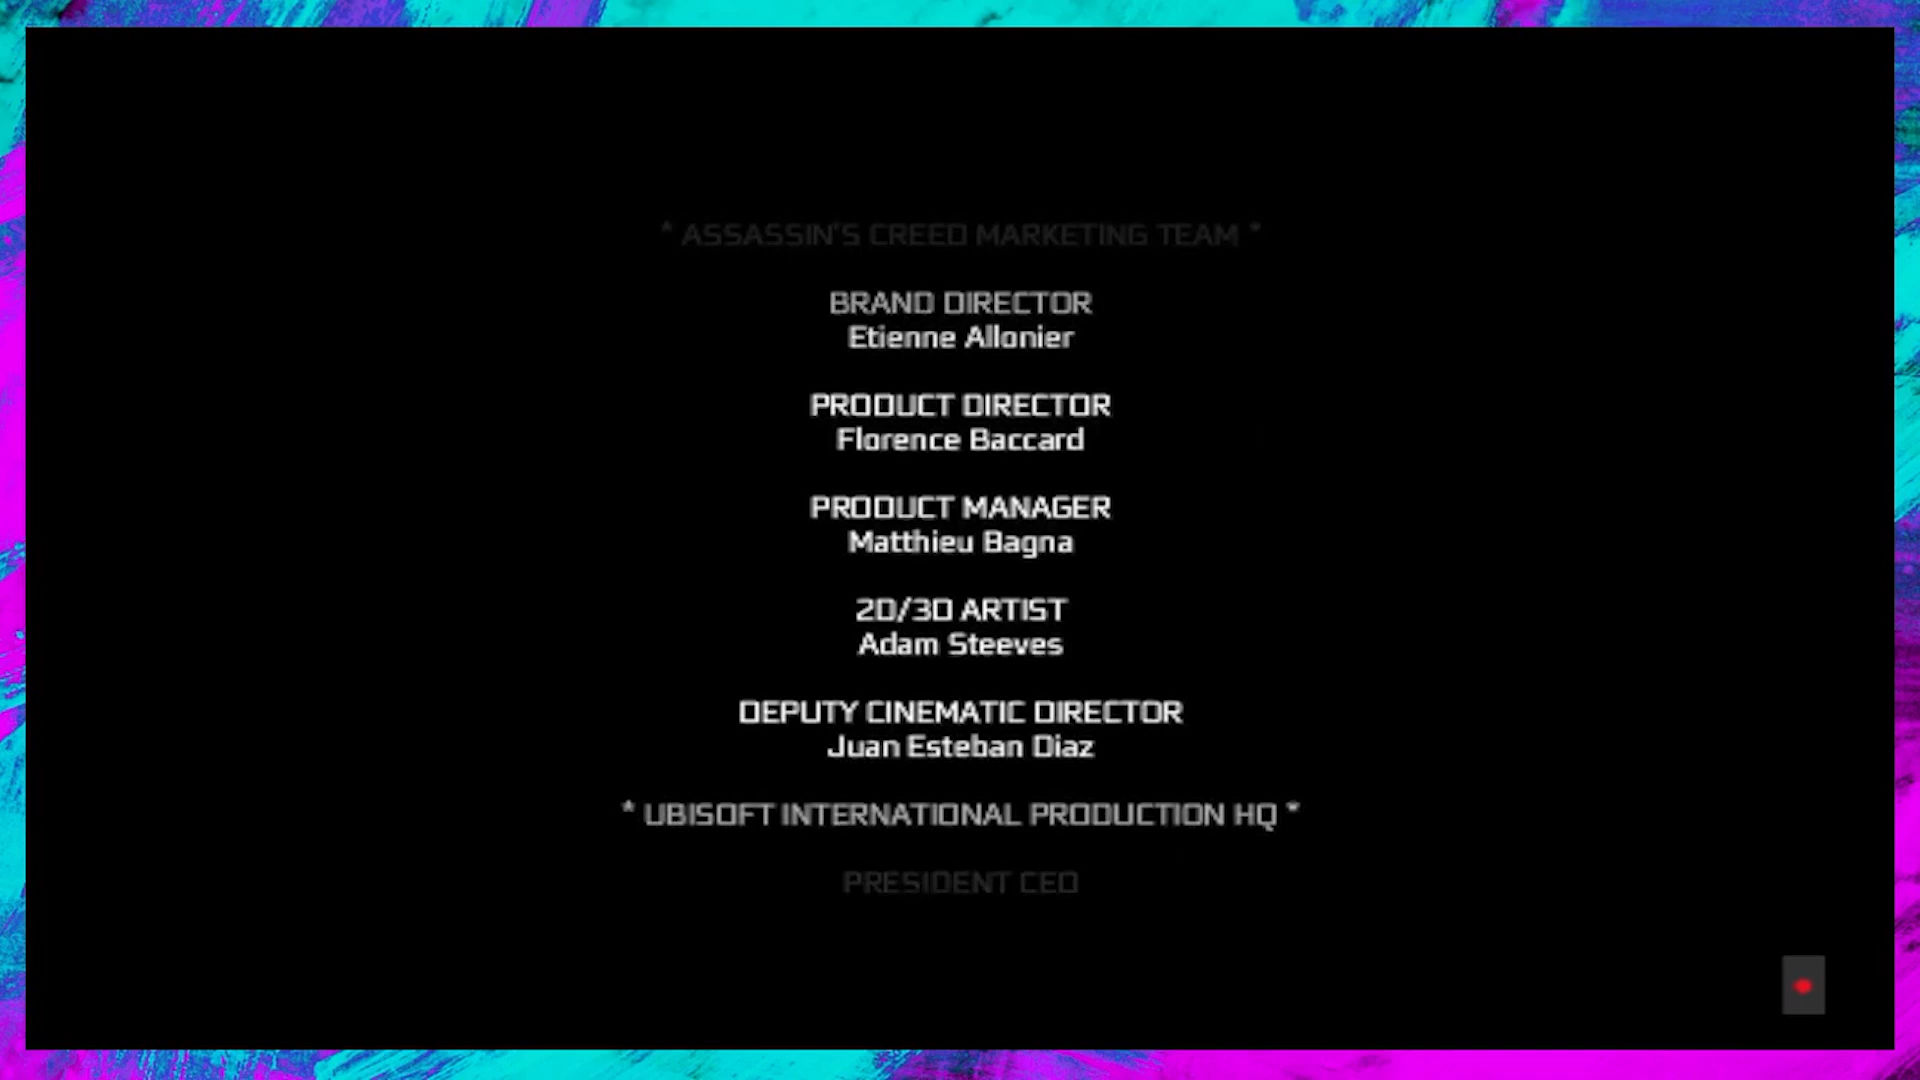 * ASSASSIN'S CREED MARKETING TEAM *
BRAND DIRECTOR
Etienne Allonier
PRODUCT DIRECTOR
Florence Baccard
PRODUCT MANAGER
Matthieu Bagna
2D/3D ARTIST
Adam Steeves
DEPUTY CINEMATIC DIRECTOR
Juan Esteban Diaz
* UBISOFT INTERNATIONAL PRODUCTION HQ *
PRESIDENT CEO